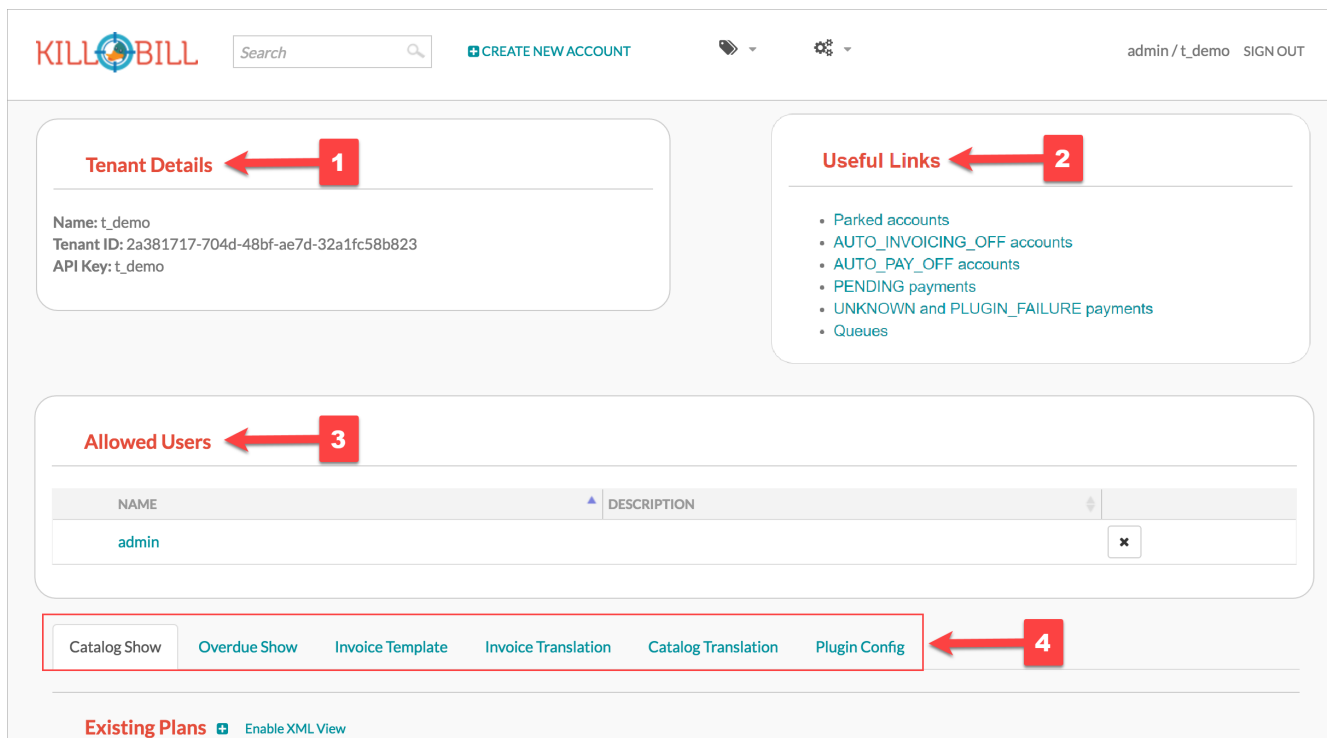 KILL BILL
Search
CREATE NEW ACCOUNT
admin / t_demo SIGN OUT
Tenant Details
1
Name: t_demo
Tenant ID: 2a381717-704d-48bf-ae7d-32a1fc58b823
API Key: t_demo
Useful Links
2
Parked accounts
AUTO_INVOICING_OFF accounts
AUTO_PAY_OFF accounts
PENDING payments
UNKNOWN and PLUGIN_FAILURE payments
Queues
Allowed Users
3
NAME DESCRIPTION
admin
Catalog Show Overdue Show Invoice Template Invoice Translation Catalog Translation Plugin Config
4
Existing Plans Enable XML View